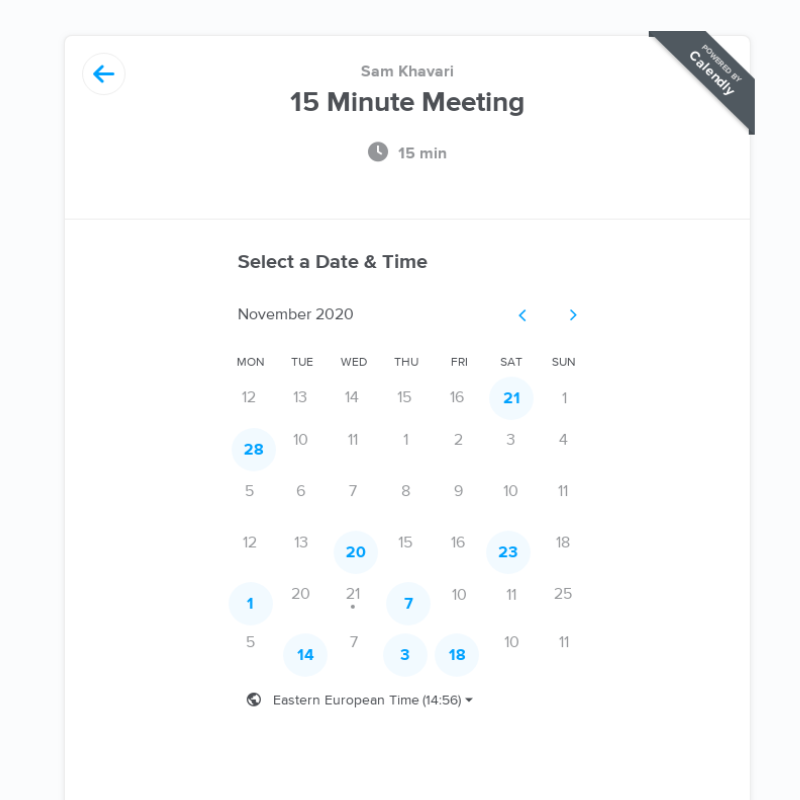 POWERED BY
Calendly
Sam Khavari
15 Minute Meeting
15 min
Select a Date & Time
November 2020
MON TUE WED THU FRI SAT SUN
12 13 14 15 16 21 1
28 10 11 1 2 3 4
5 6 7 8 9 10 11
12 13 20 15 16 23 18
1 20 21 7 10 11 25
5 14 7 3 18 10 11
Eastern European Time (14:56)